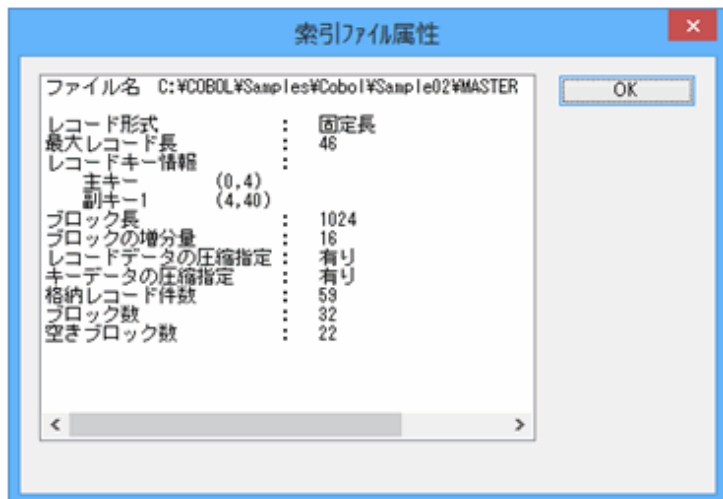 索引ﾌｧｲﾙ属性
ファイル名 C:¥COBOL¥Samples¥Cobol¥Sample02¥MASTER
OK
レコード形式 : 固定長
最大レコード長 : 46
レコードキー情報 :
主キー (0,4)
副キー1 (4,40)
ブロック長 : 1024
ブロックの増分量 : 16
レコードデータの圧縮指定 : 有り
キーデータの圧縮指定 : 有り
格納レコード件数 : 59
ブロック数 : 32
空きブロック数 : 22